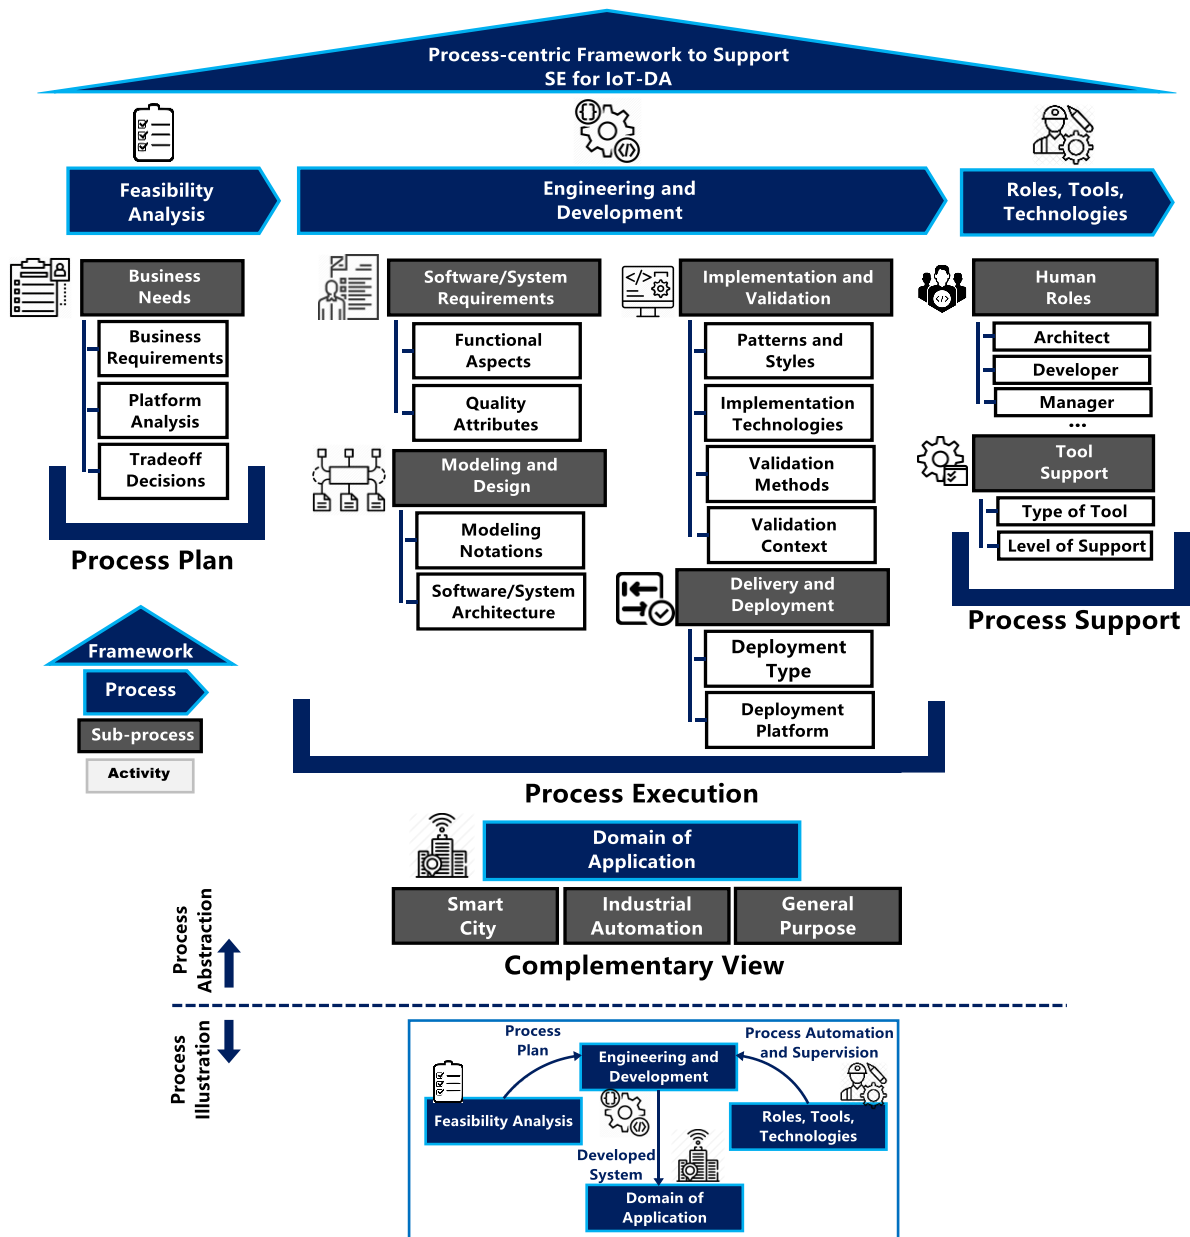 Process-centric Framework to Support
SE for IoT-DA
Feasibility
Analysis
Engineering and
Development
Roles, Tools,
Technologies
Business
Needs
Business
Requirements
Platform
Analysis
Tradeoff
Decisions
Process Plan
Software/System
Requirements
Functional
Aspects
Quality
Attributes
Modeling and
Design
Modeling
Notations
Software/System
Architecture
Implementation and
Validation
Patterns and
Styles
Implementation
Technologies
Validation
Methods
Validation
Context
Delivery and
Deployment
Deployment
Type
Deployment
Platform
Process Execution
Human
Roles
Architect
Developer
Manager
...
Tool
Support
Type of Tool
Level of Support
Process Support
Framework
Process
Sub-process
Activity
Domain of
Application
Smart
City
Industrial
Automation
General
Purpose
Complementary View
Process
Abstraction
Process
Illustration
Process
Plan
Engineering and
Development
Process Automation
and Supervision
Feasibility Analysis
Roles, Tools,
Technologies
Developed
System
Domain of
Application